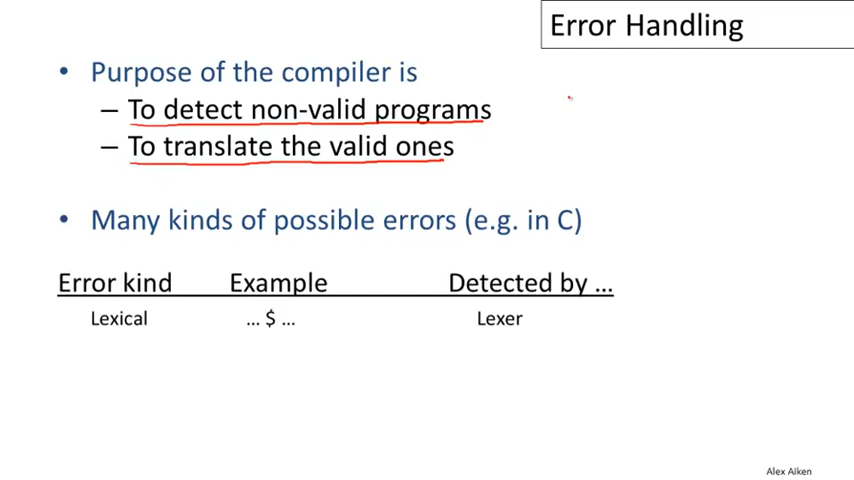 Error Handling
• Purpose of the compiler is
– To detect non-valid programs
– To translate the valid ones
• Many kinds of possible errors (e.g. in C)
Error kind Example Detected by ...
Lexical ... $ ... Lexer
Alex Aiken